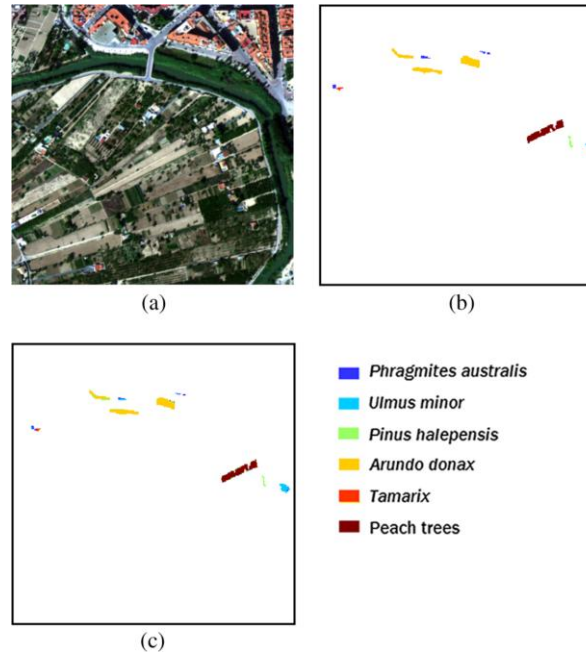 (a)
(b)
Phragmites australis
Ulmus minor
Pinus halepensis
Arundo donax
Tamarix
Peach trees
(c)